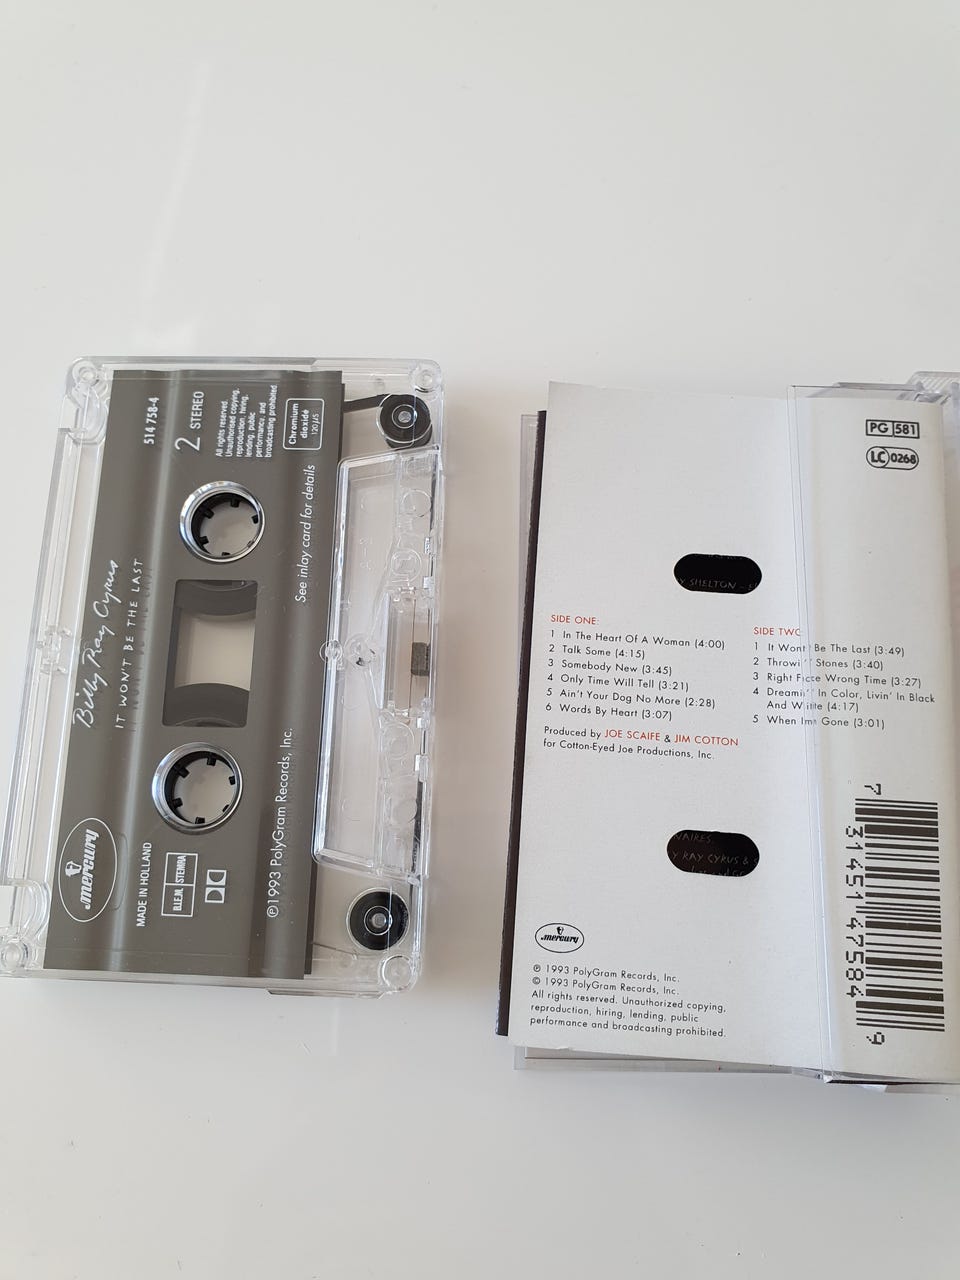 Billy Ray Cyrus
IT WON'T BE THE LAST
514 758-4
2 STEREO
All rights reserved.
Unauthorised copying,
reproduction, hiring,
lending, public
performance and
broadcasting prohibited
Chromium
dioxide
120 µS
See inlay card for details
mercury
MADE IN HOLLAND
B.I.E.M. STEMRA
℗1993 PolyGram Records, Inc.
PG 581
LC 0268
Y SHELTON
SIDE ONE:
1 In The Heart Of A Woman (4:00)
2 Talk Some (4:15)
3 Somebody New (3:45)
4 Only Time Will Tell (3:21)
5 Ain't Your Dog No More (2:28)
6 Words By Heart (3:07)
Produced by JOE SCAIFE & JIM COTTON
for Cotton-Eyed Joe Productions, Inc.
SIDE TWO
1 It Won't Be The Last (3:49)
2 Throwin' Stones (3:40)
3 Right Face Wrong Time (3:27)
4 Dreamin' In Color, Livin' In Black
And White (4:17)
5 When I'm Gone (3:01)
NAIRES
Y RAY CYRUS &
mercury
℗ 1993 PolyGram Records, Inc.
© 1993 PolyGram Records, Inc.
All rights reserved. Unauthorized copying,
reproduction, hiring, lending, public
performance and broadcasting prohibited.
7 31451 47584 9